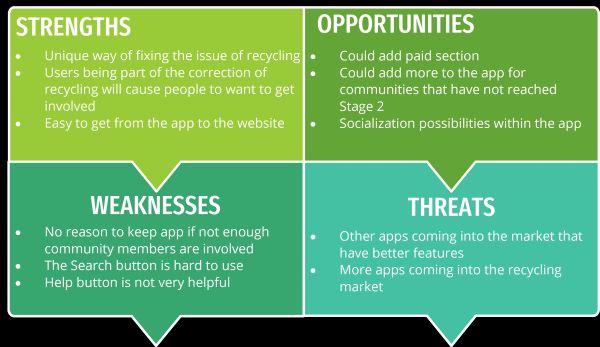 STRENGTHS
• Unique way of fixing the issue of recycling
• Users being part of the correction of
recycling will cause people to want to get
involved
• Easy to get from the app to the website
OPPORTUNITIES
• Could add paid section
• Could add more to the app for
communities that have not reached
Stage 2
• Socialization possibilities within the app
WEAKNESSES
• No reason to keep app if not enough
community members are involved
• The Search button is hard to use
• Help button is not very helpful
THREATS
• Other apps coming into the market that
have better features
• More apps coming into the recycling
market